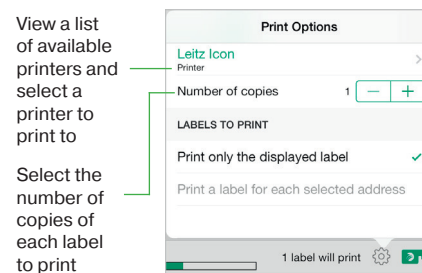 View a list
of available
printers and
select a
printer to
print to
Select the
number of
copies of
each label
to print
Print Options
Leitz Icon
Printer
Number of copies
1
LABELS TO PRINT
Print only the displayed label
Print a label for each selected address
1 label will print